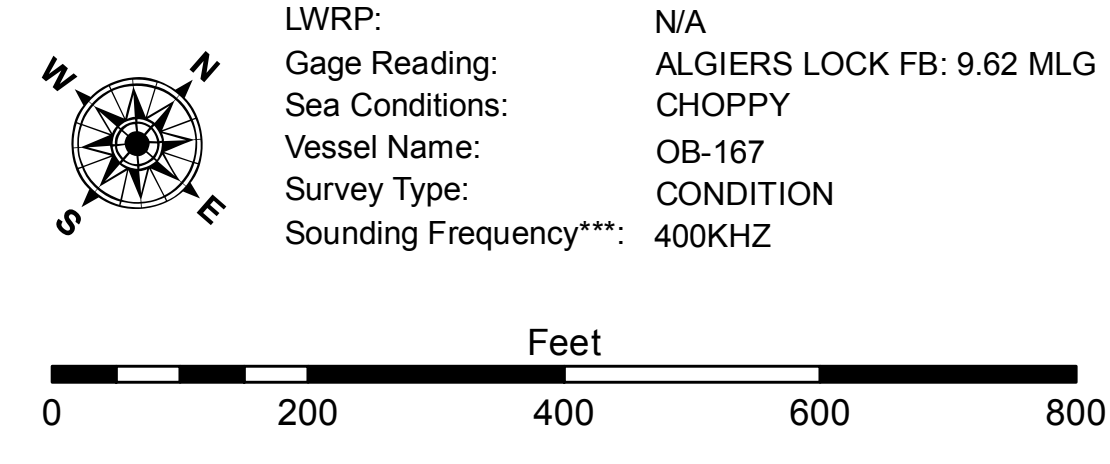 LWRP: N/A
Gage Reading: ALGIERS LOCK FB: 9.62 MLG
Sea Conditions: CHOPPY
Vessel Name: OB-167
Survey Type: CONDITION
Sounding Frequency***: 400KHZ
W N
S E
Feet
0 200 400 600 800